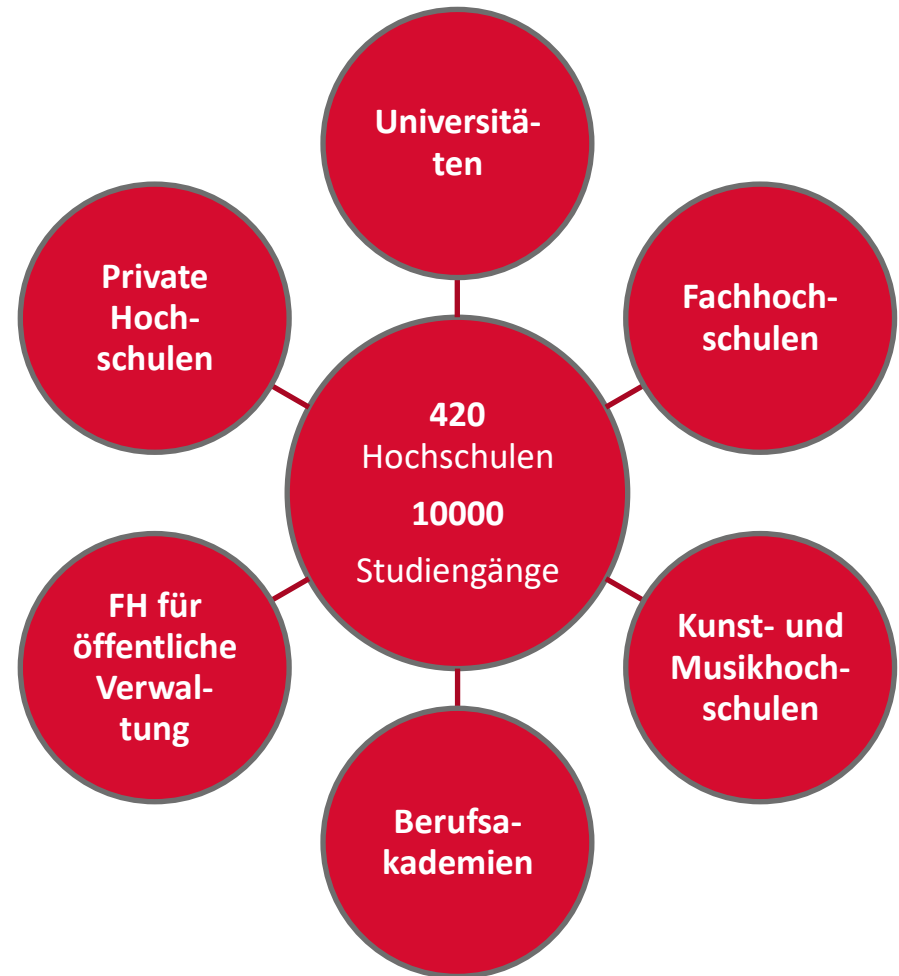 Universitä-
ten
Private
Hoch-
schulen
Fachhoch-
schulen
420
Hochschulen
10000
Studiengänge
FH für
öffentliche
Verwal-
tung
Kunst- und
Musikhoch-
schulen
Berufsa-
kademien